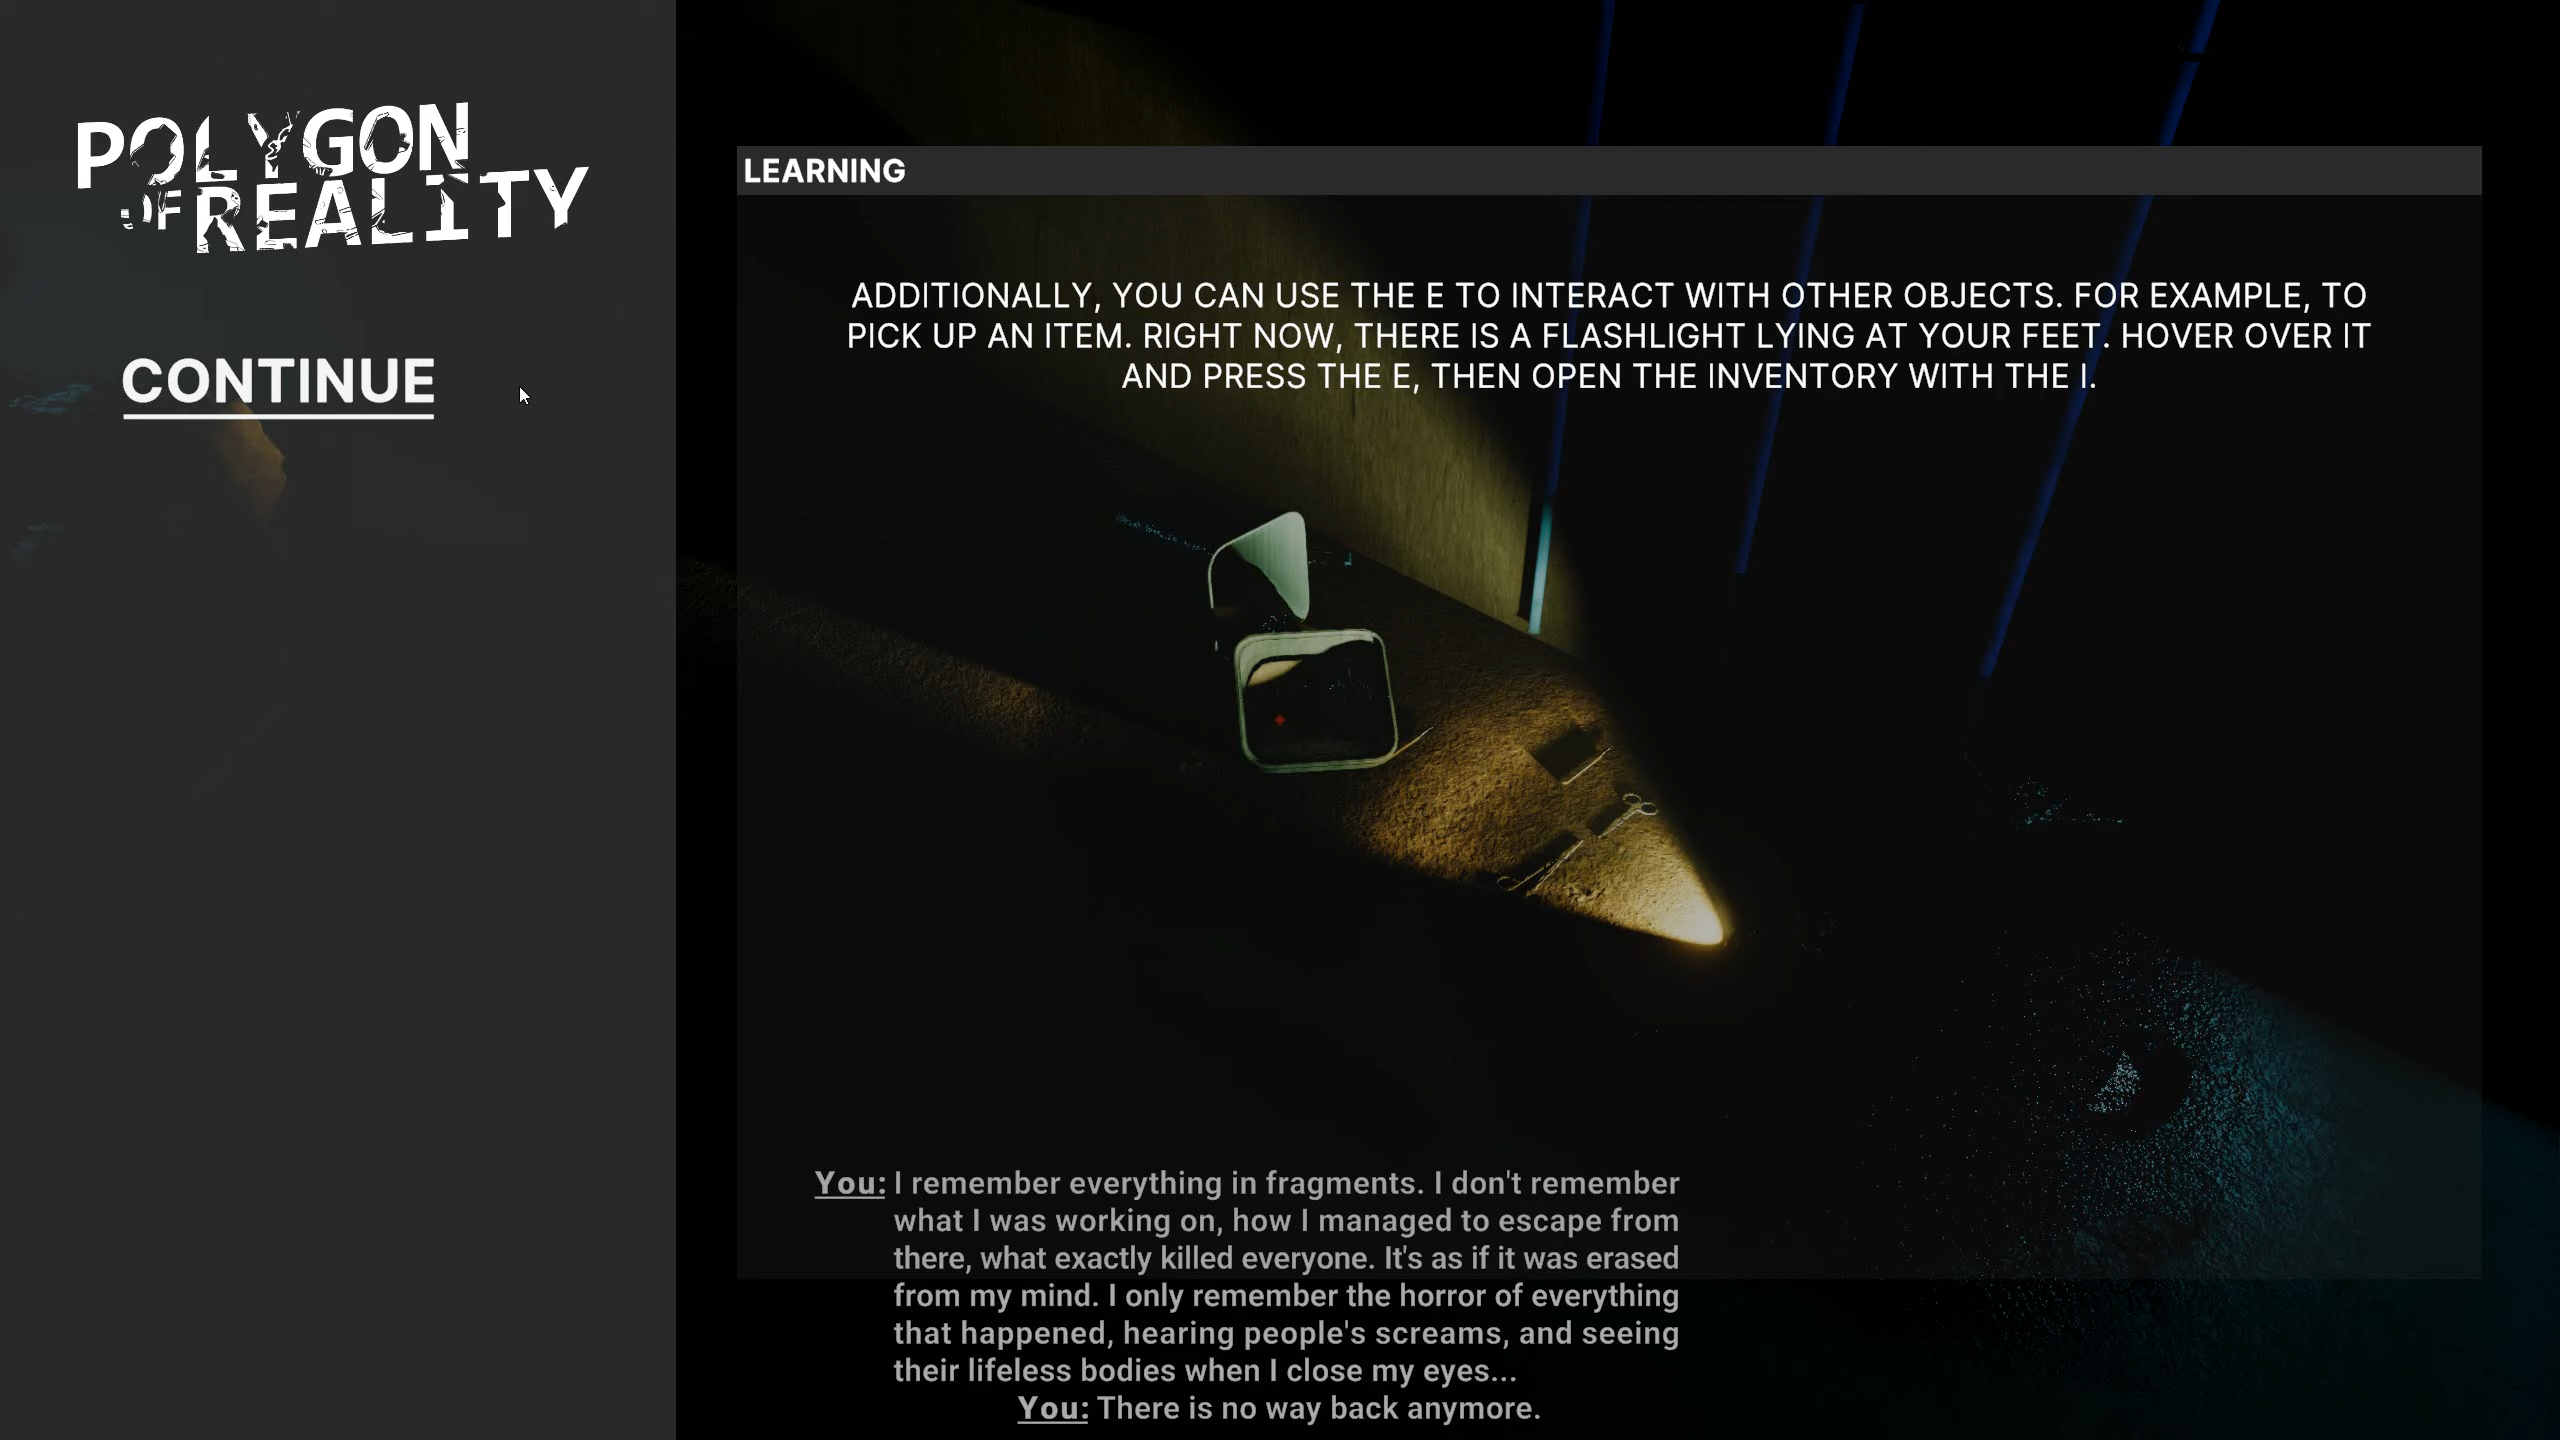 POLYGON
OF REALITY
CONTINUE
LEARNING
ADDITIONALLY, YOU CAN USE THE E TO INTERACT WITH OTHER OBJECTS. FOR EXAMPLE, TO
PICK UP AN ITEM. RIGHT NOW, THERE IS A FLASHLIGHT LYING AT YOUR FEET. HOVER OVER IT
AND PRESS THE E, THEN OPEN THE INVENTORY WITH THE I.
You: I remember everything in fragments. I don't remember
what I was working on, how I managed to escape from
there, what exactly killed everyone. It's as if it was erased
from my mind. I only remember the horror of everything
that happened, hearing people's screams, and seeing
their lifeless bodies when I close my eyes...
You: There is no way back anymore.